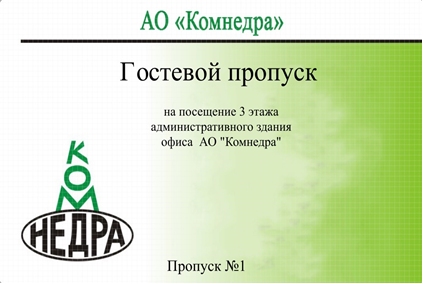 АО «Комнедра»
Гостевой пропуск
на посещение 3 этажа
административного здания
офиса АО "Комнедра"
КОМ
НЕДРА
Пропуск №1